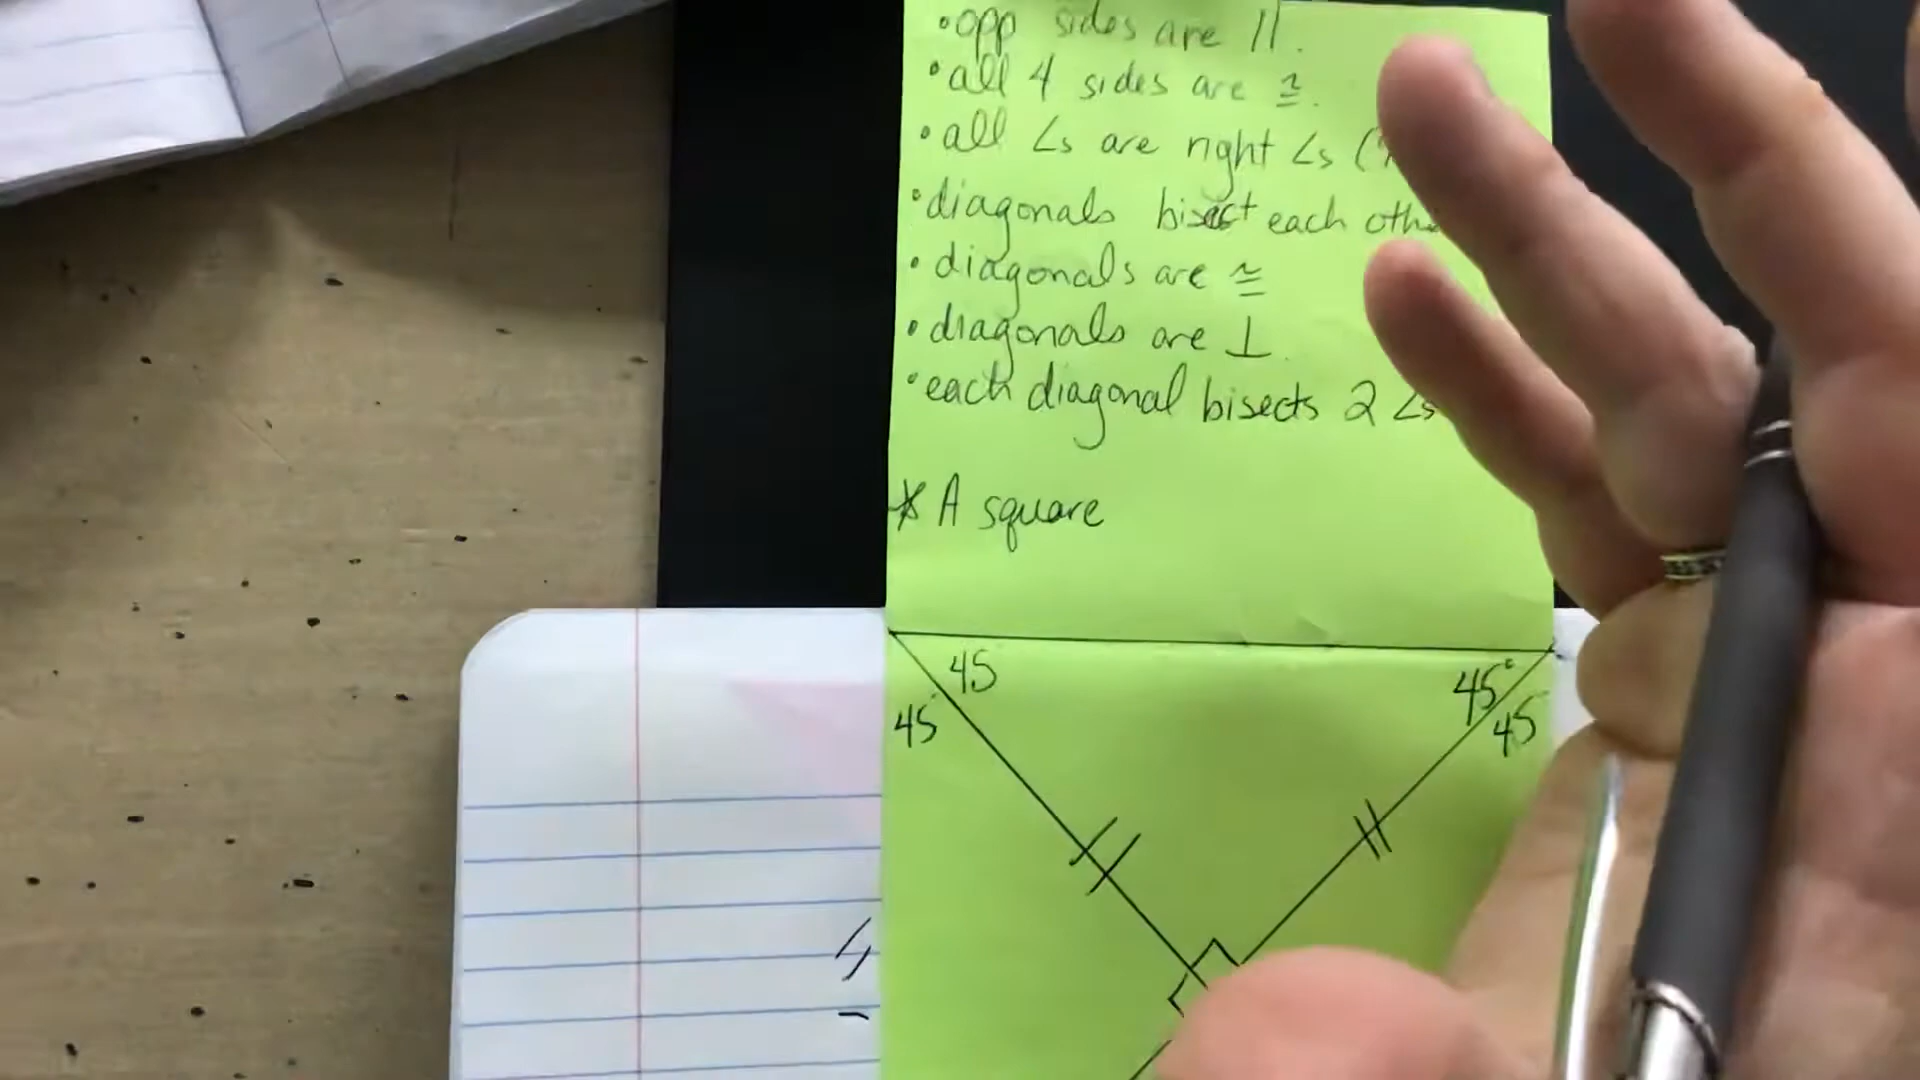 • opp sides are //.
• all 4 sides are ≅.
• all ∠s are right ∠s (
• diagonals bisect each oth
• diagonals are ≅
• diagonals are ⊥.
• each diagonal bisects 2 ∠s
* A square
45 45°
45 45